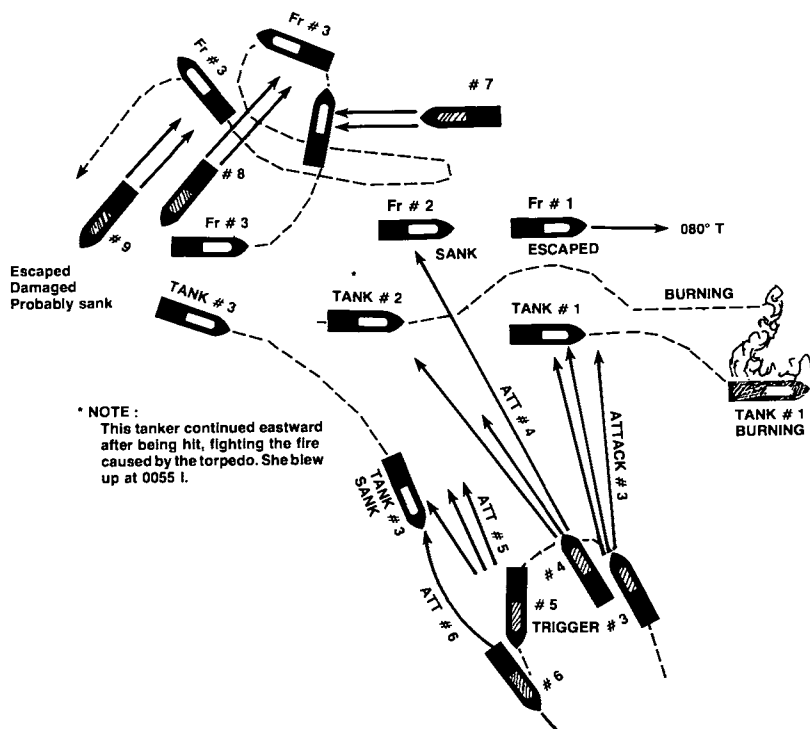 Fr # 3
Fr # 3
# 7
# 8
# 9
Fr # 3
Fr # 2
SANK
Fr # 1
ESCAPED
080° T
Escaped
Damaged
Probably sank
TANK # 3
*
TANK # 2
TANK # 1
BURNING
TANK # 1
BURNING
* NOTE :
This tanker continued eastward
after being hit, fighting the fire
caused by the torpedo. She blew
up at 0055 I.
ATT # 4
ATTACK # 3
TANK # 3
SANK
ATT # 5
ATT # 6
# 4
# 5
TRIGGER # 3
# 6